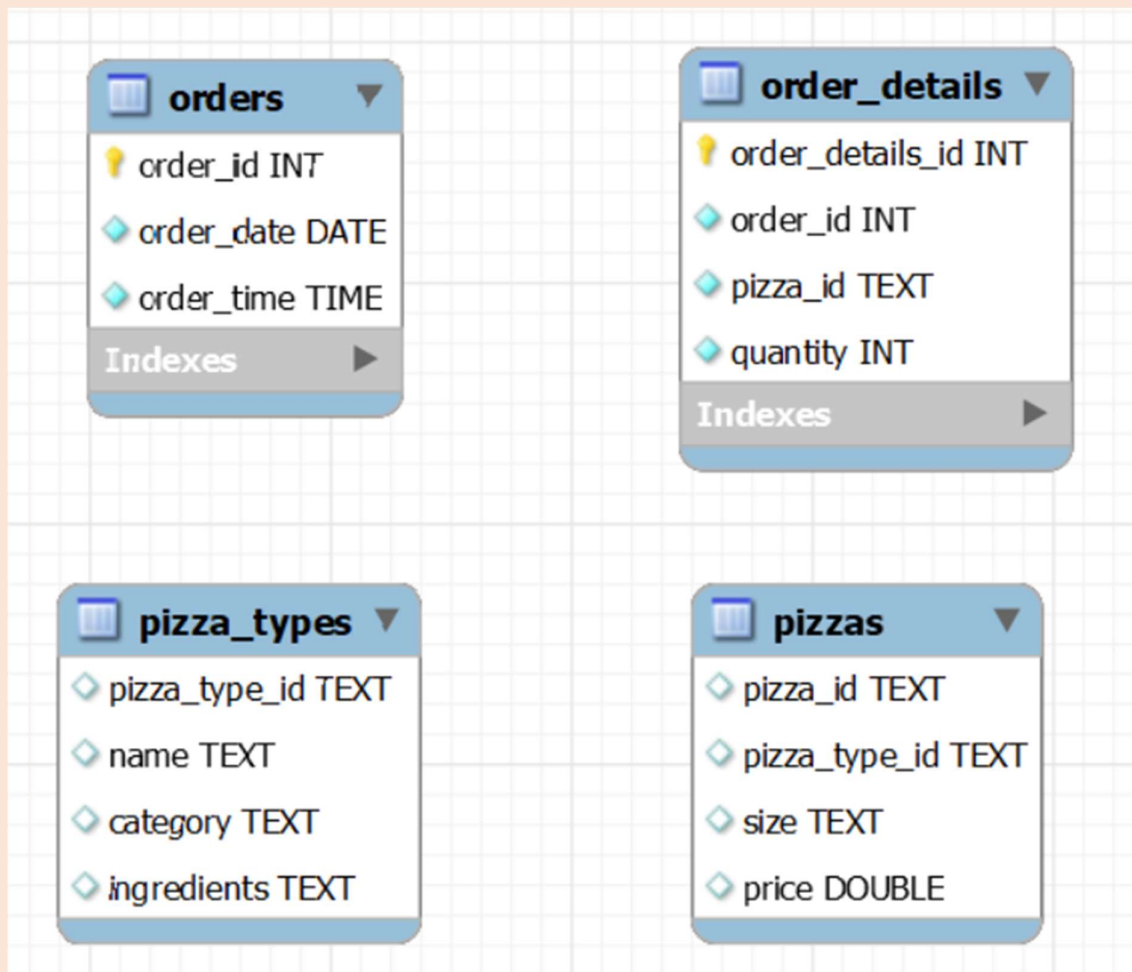 orders
order_id INT
order_date DATE
order_time TIME
Indexes
order_details
order_details_id INT
order_id INT
pizza_id TEXT
quantity INT
Indexes
pizza_types
pizza_type_id TEXT
name TEXT
category TEXT
ingredients TEXT
pizzas
pizza_id TEXT
pizza_type_id TEXT
size TEXT
price DOUBLE